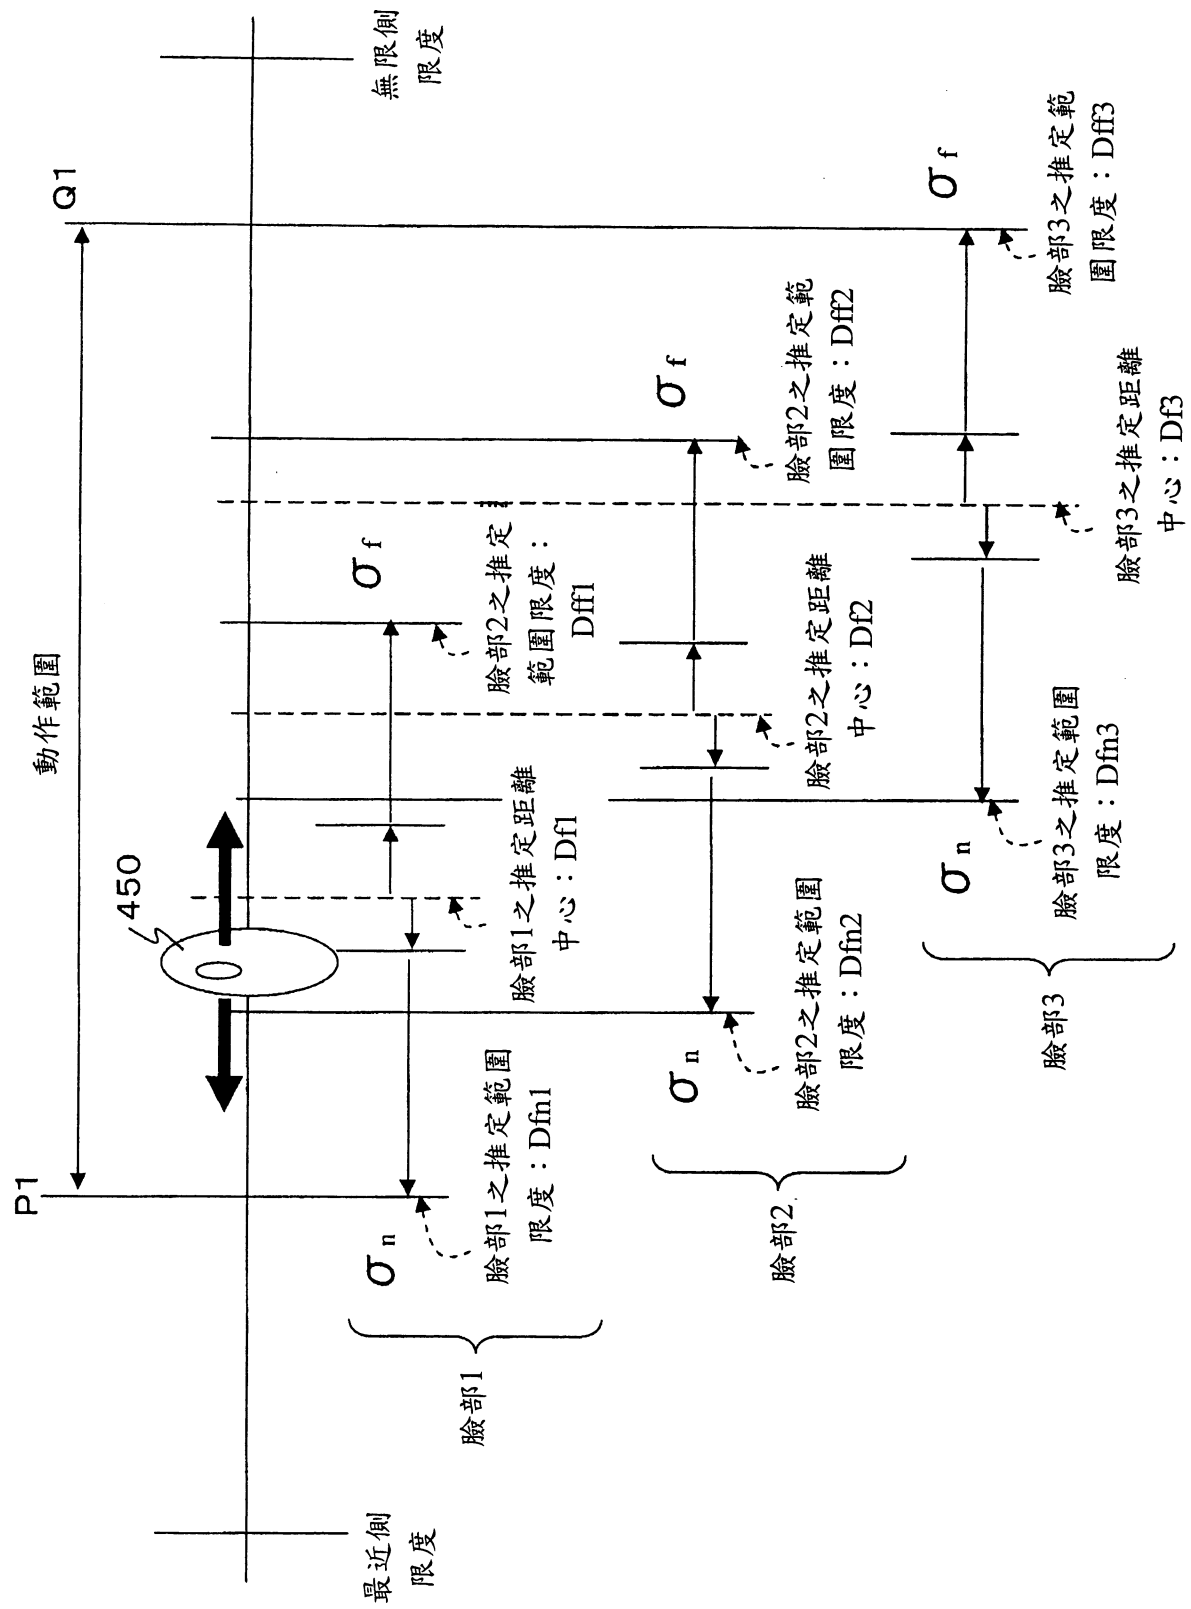 動作範圍
P1
Q1
450
最近側
限度
無限側
限度
σn
σf
臉部1之推定範圍
限度：Dfn1
臉部1之推定距離
中心：Df1
臉部2之推定
範圍限度：
Dff1
臉部1
σn
σf
臉部2之推定範圍
限度：Dfn2
臉部2之推定距離
中心：Df2
臉部2之推定範
圍限度：Dff2
臉部2
σn
σf
臉部3之推定範圍
限度：Dfn3
臉部3之推定距離
中心：Df3
臉部3之推定範
圍限度：Dff3
臉部3